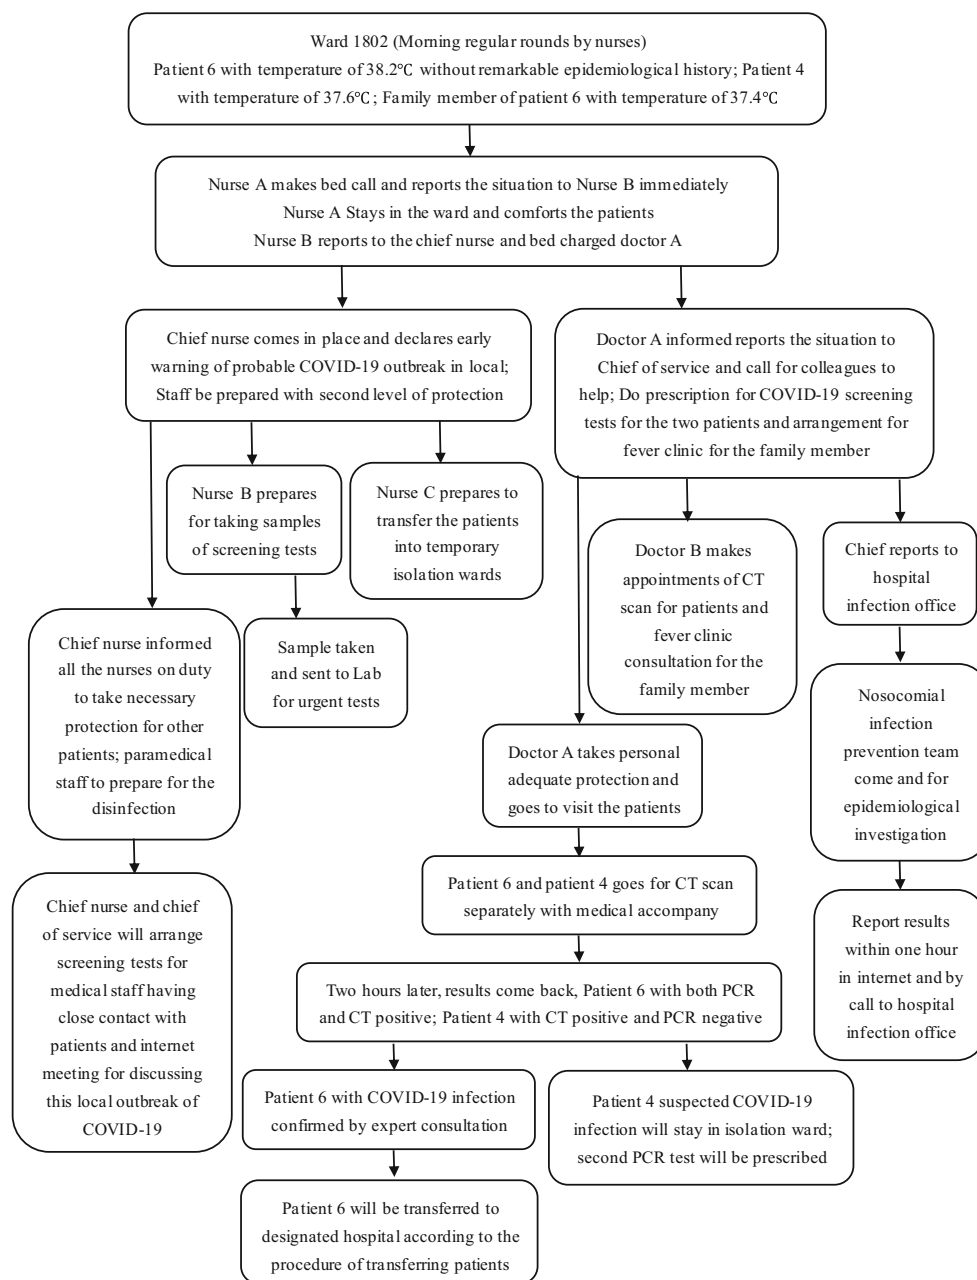 Ward 1802 (Morning regular rounds by nurses)
Patient 6 with temperature of 38.2℃ without remarkable epidemiological history; Patient 4
with temperature of 37.6℃; Family member of patient 6 with temperature of 37.4℃
Nurse A makes bed call and reports the situation to Nurse B immediately
Nurse A Stays in the ward and comforts the patients
Nurse B reports to the chief nurse and bed charged doctor A
Chief nurse comes in place and declares early
warning of probable COVID-19 outbreak in local;
Staff be prepared with second level of protection
Doctor A informed reports the situation to
Chief of service and call for colleagues to
help; Do prescription for COVID-19 screening
tests for the two patients and arrangement for
fever clinic for the family member
Nurse B prepares
for taking samples
of screening tests
Nurse C prepares to
transfer the patients
into temporary
isolation wards
Doctor B makes
appointments of CT
scan for patients and
fever clinic
consultation for the
family member
Chief reports to
hospital
infection office
Chief nurse informed
all the nurses on duty
to take necessary
protection for other
patients; paramedical
staff to prepare for the
disinfection
Sample taken
and sent to Lab
for urgent tests
Nosocomial
infection
prevention team
come and for
epidemiological
investigation
Doctor A takes personal
adequate protection and
goes to visit the patients
Chief nurse and chief
of service will arrange
screening tests for
medical staff having
close contact with
patients and internet
meeting for discussing
this local outbreak of
COVID-19
Patient 6 and patient 4 goes for CT scan
separately with medical accompany
Report results
within one hour
in internet and by
call to hospital
infection office
Two hours later, results come back, Patient 6 with both PCR
and CT positive; Patient 4 with CT positive and PCR negative
Patient 6 with COVID-19 infection
confirmed by expert consultation
Patient 4 suspected COVID-19
infection will stay in isolation ward;
second PCR test will be prescribed
Patient 6 will be transferred to
designated hospital according to the
procedure of transferring patients